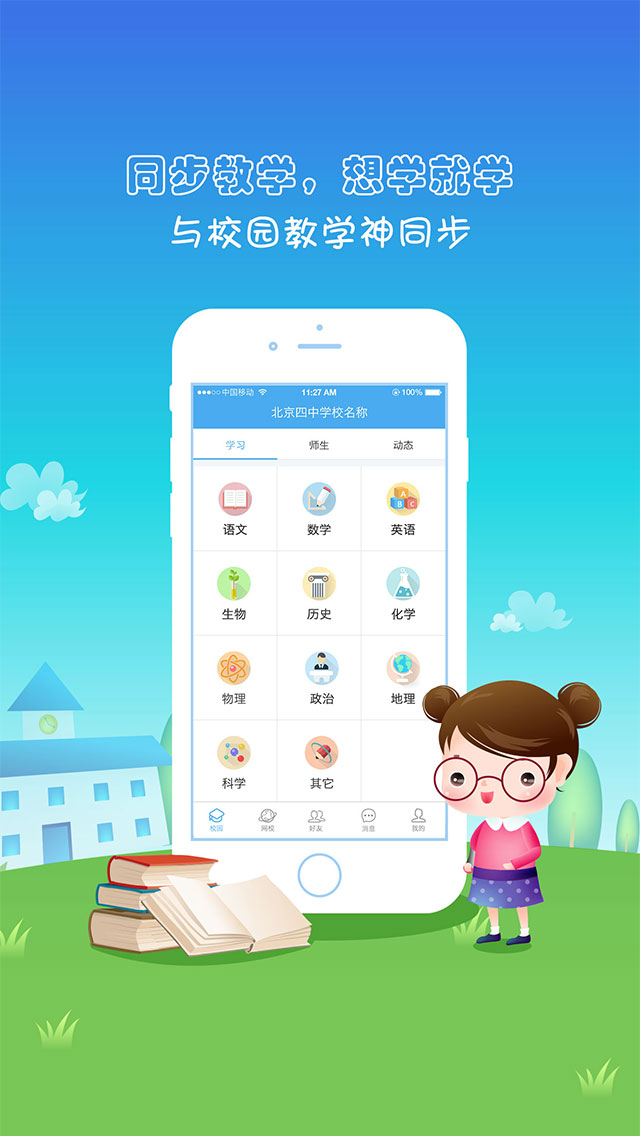 同步教学，想学就学
与校园教学神同步
中国移动 11:27 AM 100%
北京四中学校名称
学习 师生 动态
语文 数学 英语
A
B C
生物 历史 化学
物理 政治 地理
科学 其它
校园 网校 好友 消息 我的